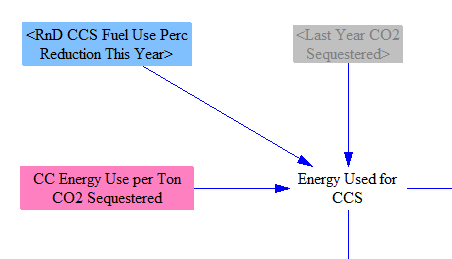 <RnD CCS Fuel Use Perc
Reduction This Year>
<Last Year CO2
Sequestered>
CC Energy Use per Ton
CO2 Sequestered
Energy Used for
CCS